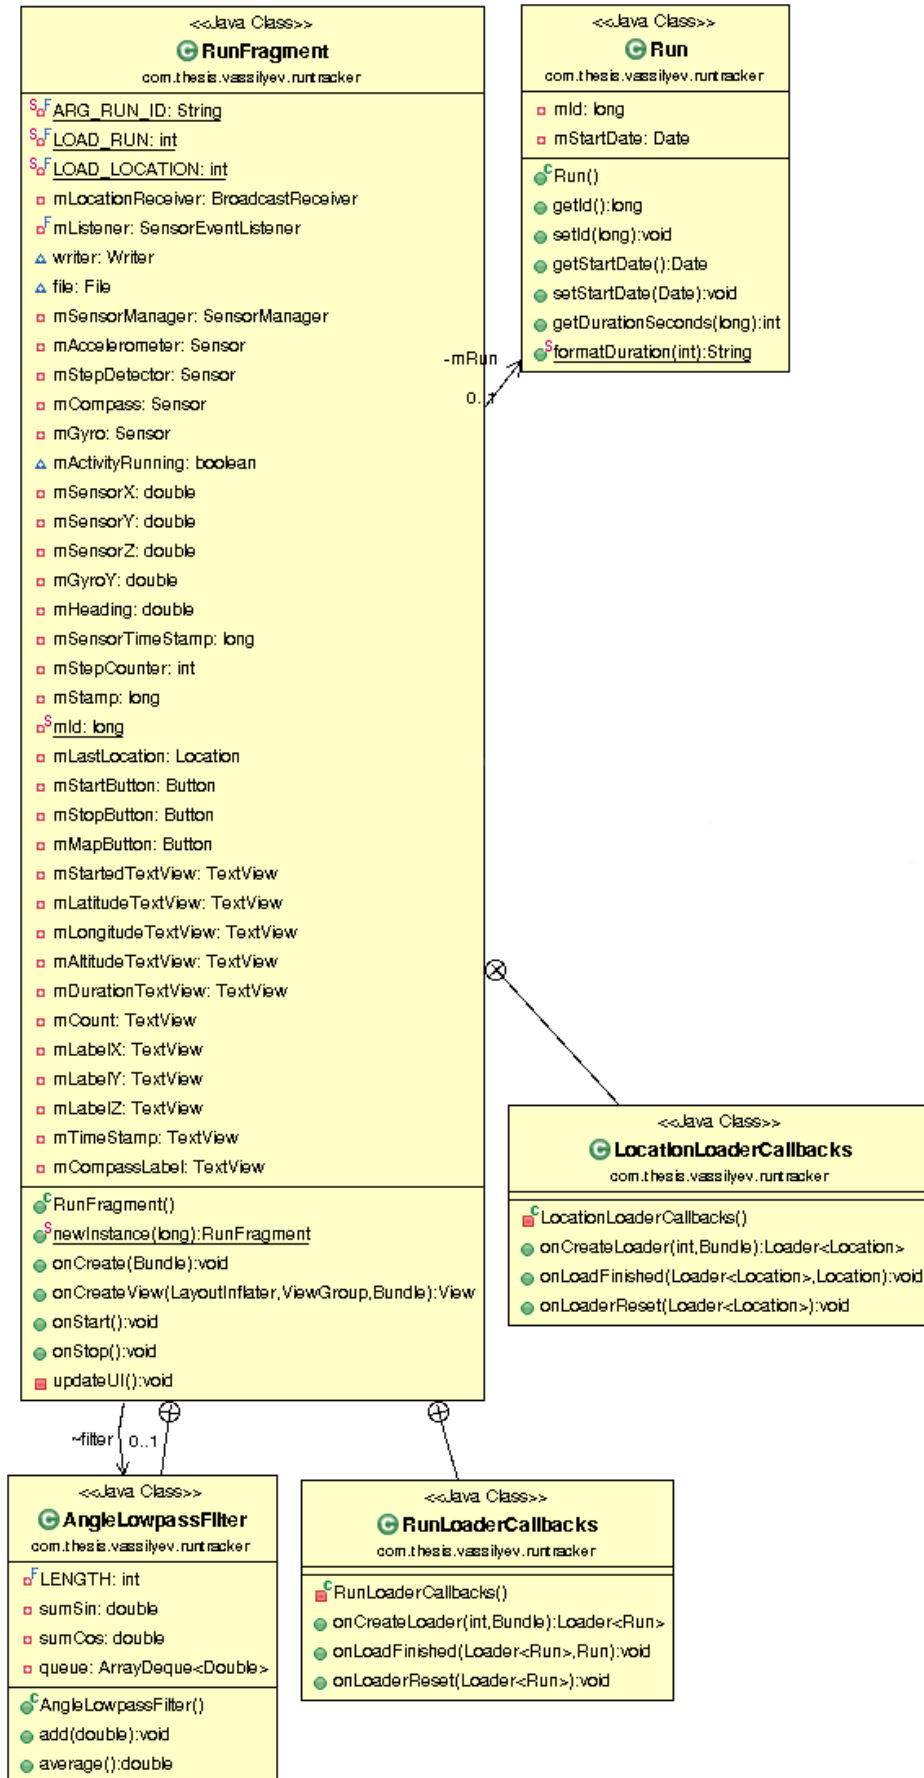 <<Java Class>>
RunFragment
com.thesis.vassilyev.runtracker
ARG_RUN_ID: String
LOAD_RUN: int
LOAD_LOCATION: int
mLocationReceiver: BroadcastReceiver
mListener: SensorEventListener
writer: Writer
file: File
mSensorManager: SensorManager
mAccelerometer: Sensor
mStepDetector: Sensor
mCompass: Sensor
mGyro: Sensor
mActivityRunning: boolean
mSensorX: double
mSensorY: double
mSensorZ: double
mGyroY: double
mHeading: double
mSensorTimeStamp: long
mStepCounter: int
mStamp: long
mId: long
mLastLocation: Location
mStartButton: Button
mStopButton: Button
mMapButton: Button
mStartedTextView: TextView
mLatitudeTextView: TextView
mLongitudeTextView: TextView
mAltitudeTextView: TextView
mDurationTextView: TextView
mCount: TextView
mLabelX: TextView
mLabelY: TextView
mLabelZ: TextView
mTimeStamp: TextView
mCompassLabel: TextView
RunFragment()
newInstance(long):RunFragment
onCreate(Bundle):void
onCreateView(LayoutInflater,ViewGroup,Bundle):View
onStart():void
onStop():void
updateUI():void
<<Java Class>>
Run
com.thesis.vassilyev.runtracker
mId: long
mStartDate: Date
Run()
getId():long
setId(long):void
getStartDate():Date
setStartDate(Date):void
getDurationSeconds(long):int
formatDuration(int):String
-mRun
0..1
<<Java Class>>
LocationLoaderCallbacks
com.thesis.vassilyev.runtracker
LocationLoaderCallbacks()
onCreateLoader(int,Bundle):Loader<Location>
onLoadFinished(Loader<Location>,Location):void
onLoaderReset(Loader<Location>):void
~filter
0..1
<<Java Class>>
AngleLowpassFilter
com.thesis.vassilyev.runtracker
LENGTH: int
sumSin: double
sumCos: double
queue: ArrayDeque<Double>
AngleLowpassFilter()
add(double):void
average():double
<<Java Class>>
RunLoaderCallbacks
com.thesis.vassilyev.runtracker
RunLoaderCallbacks()
onCreateLoader(int,Bundle):Loader<Run>
onLoadFinished(Loader<Run>,Run):void
onLoaderReset(Loader<Run>):void